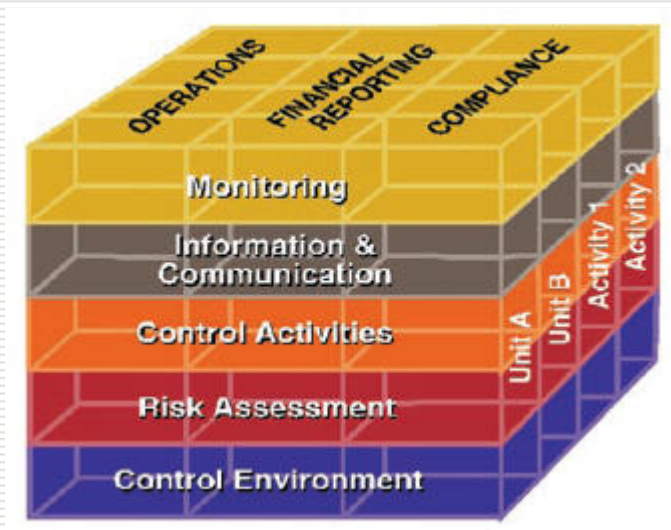 OPERATIONS
FINANCIAL
REPORTING
COMPLIANCE
Monitoring
Information &
Communication
Control Activities
Risk Assessment
Control Environment
Unit A
Unit B
Activity 1
Activity 2